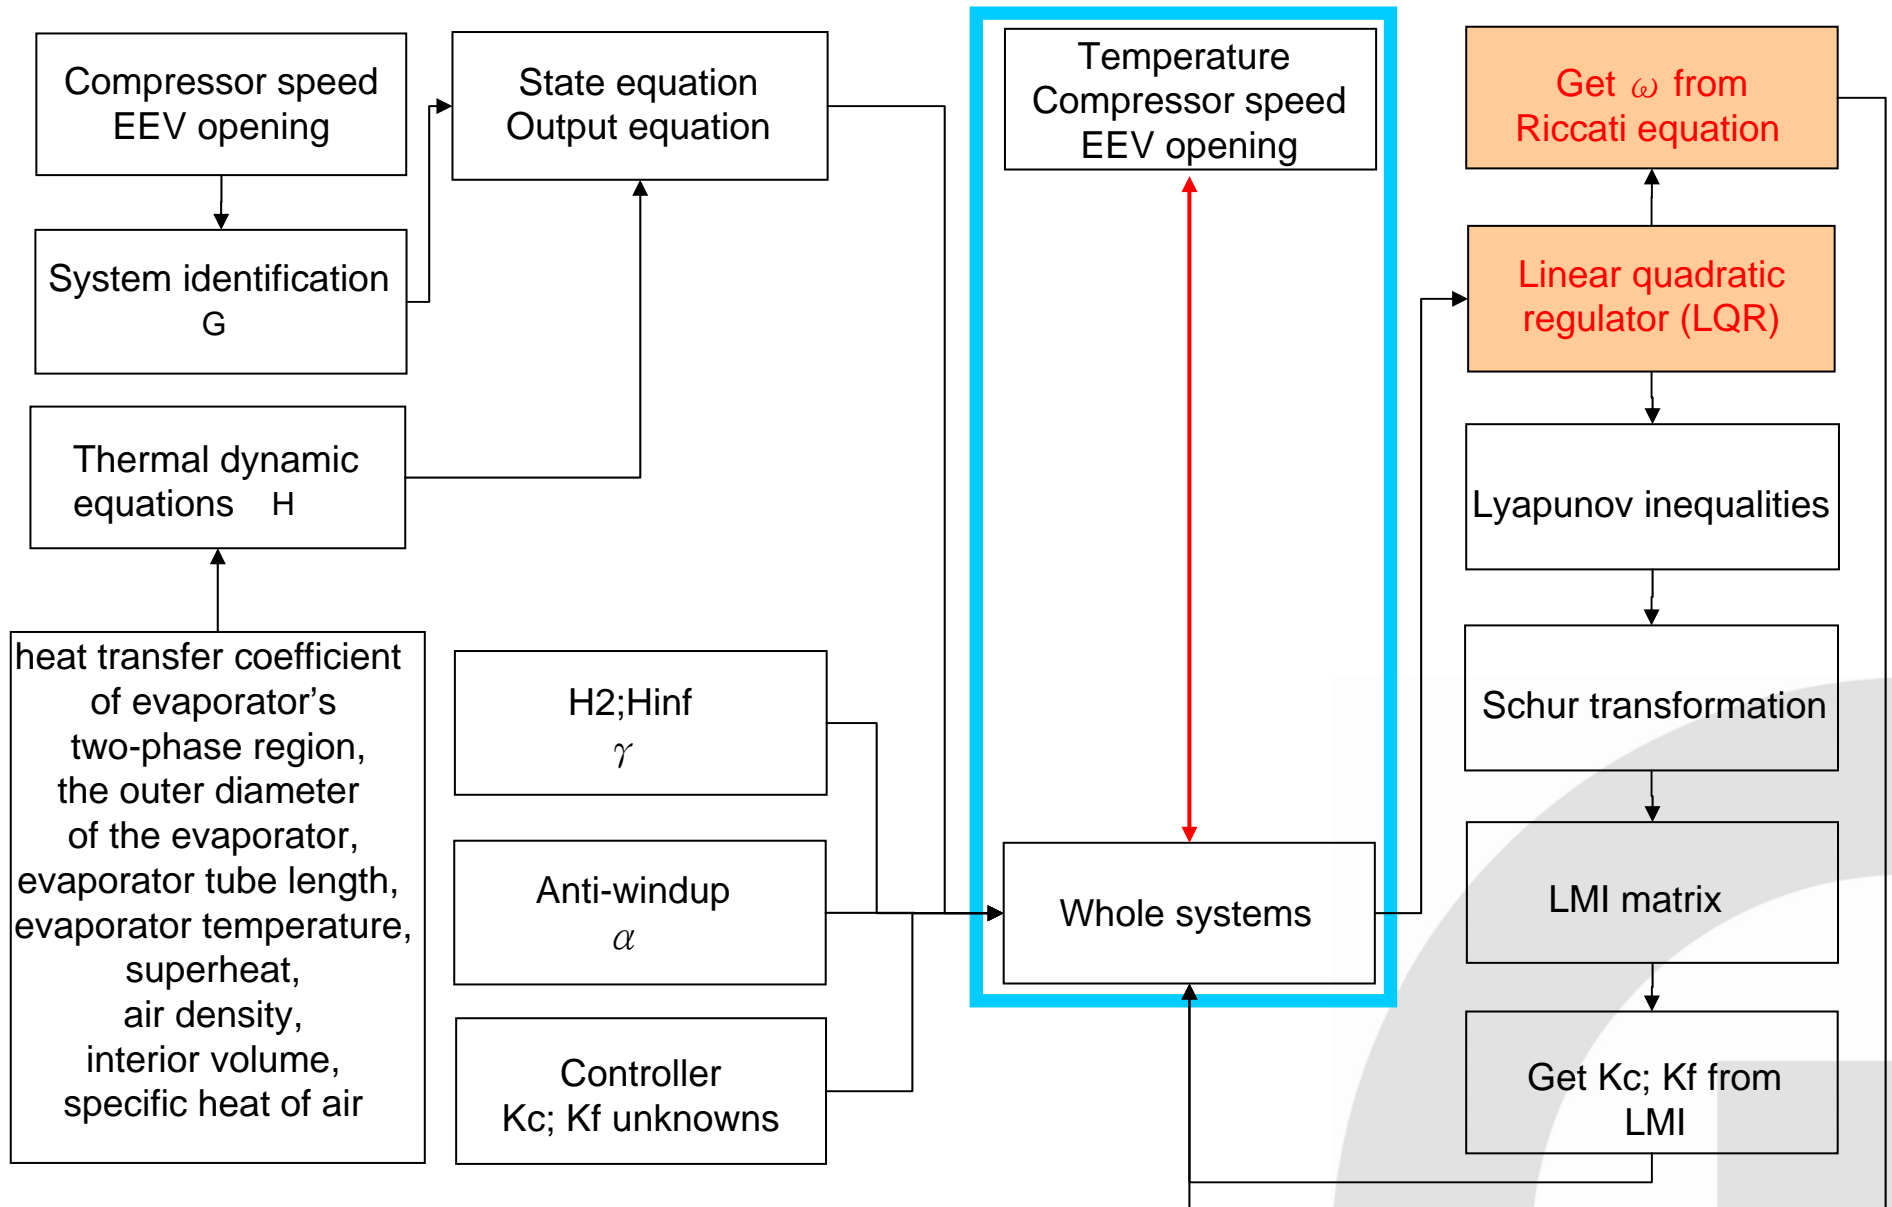 Compressor speed
EEV opening
System identification
G
Thermal dynamic
equations H
heat transfer coefficient
of evaporator’s
two-phase region,
the outer diameter
of the evaporator,
evaporator tube length,
evaporator temperature,
superheat,
air density,
interior volume,
specific heat of air
State equation
Output equation
H2;Hinf
γ
Anti-windup
α
Controller
Kc; Kf unknowns
Temperature
Compressor speed
EEV opening
Whole systems
Get ω from
Riccati equation
Linear quadratic
regulator (LQR)
Lyapunov inequalities
Schur transformation
LMI matrix
Get Kc; Kf from
LMI